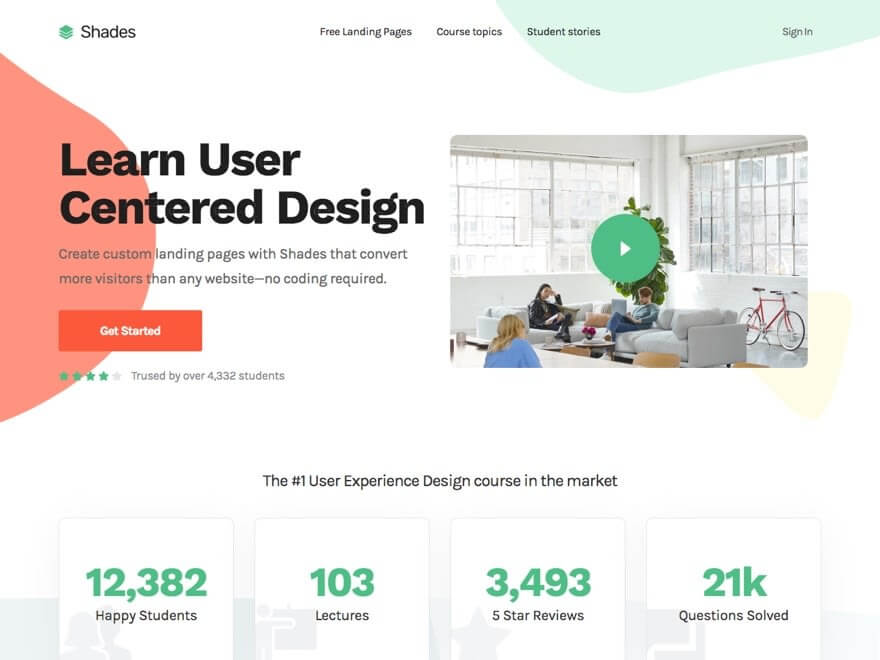 Shades
Free Landing Pages
Course topics
Student stories
Sign In
Learn User
Centered Design
Create custom landing pages with Shades that convert
more visitors than any website—no coding required.
Get Started
Trused by over 4,332 students
The #1 User Experience Design course in the market
12,382
Happy Students
103
Lectures
3,493
5 Star Reviews
21k
Questions Solved